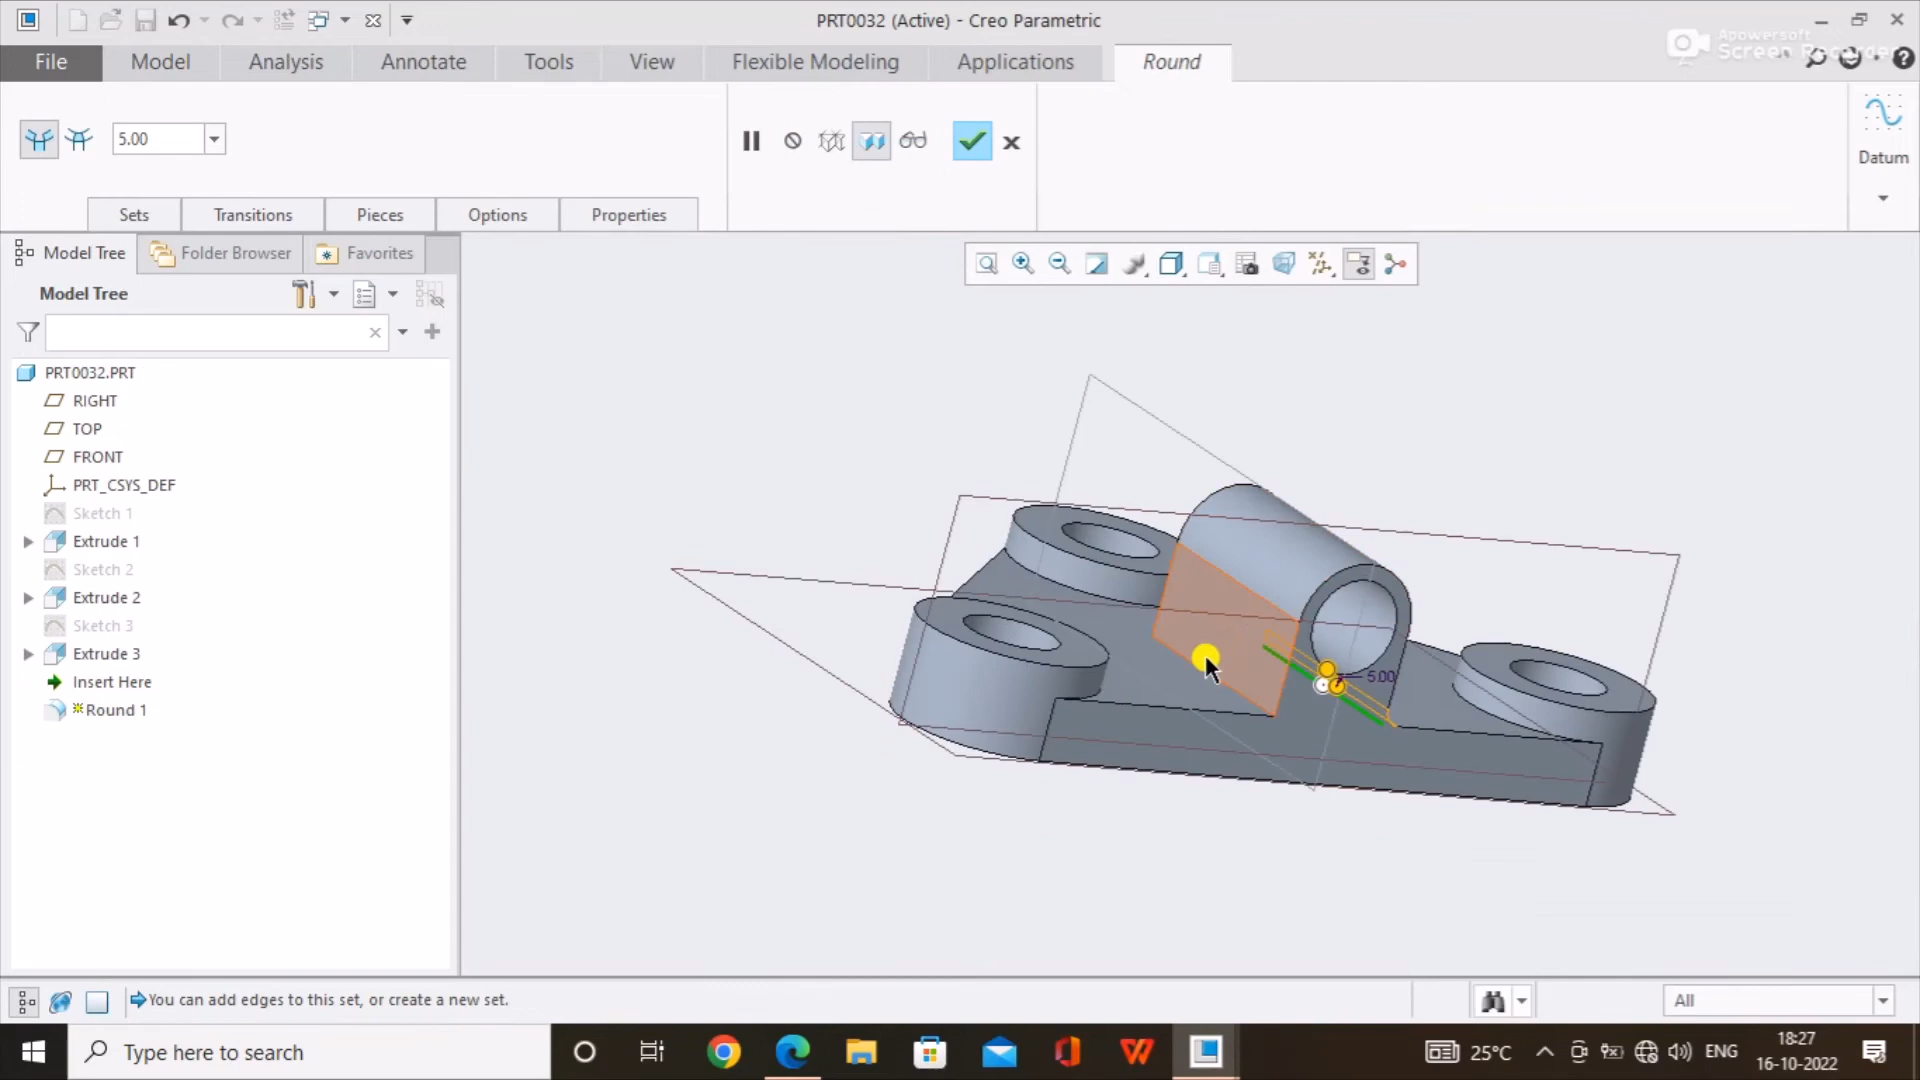 PRT0032 (Active) - Creo Parametric
Apowersoft
Screen Recorder
File Model Analysis Annotate Tools View Flexible Modeling Applications Round
5.00
Datum
Sets Transitions Pieces Options Properties
Model Tree Folder Browser Favorites
Model Tree
PRT0032.PRT
RIGHT
TOP
FRONT
PRT_CSYS_DEF
Sketch 1
Extrude 1
Sketch 2
Extrude 2
Sketch 3
Extrude 3
Insert Here
Round 1
5.00
You can add edges to this set, or create a new set.
All
Type here to search
25°C
ENG
18:27
16-10-2022